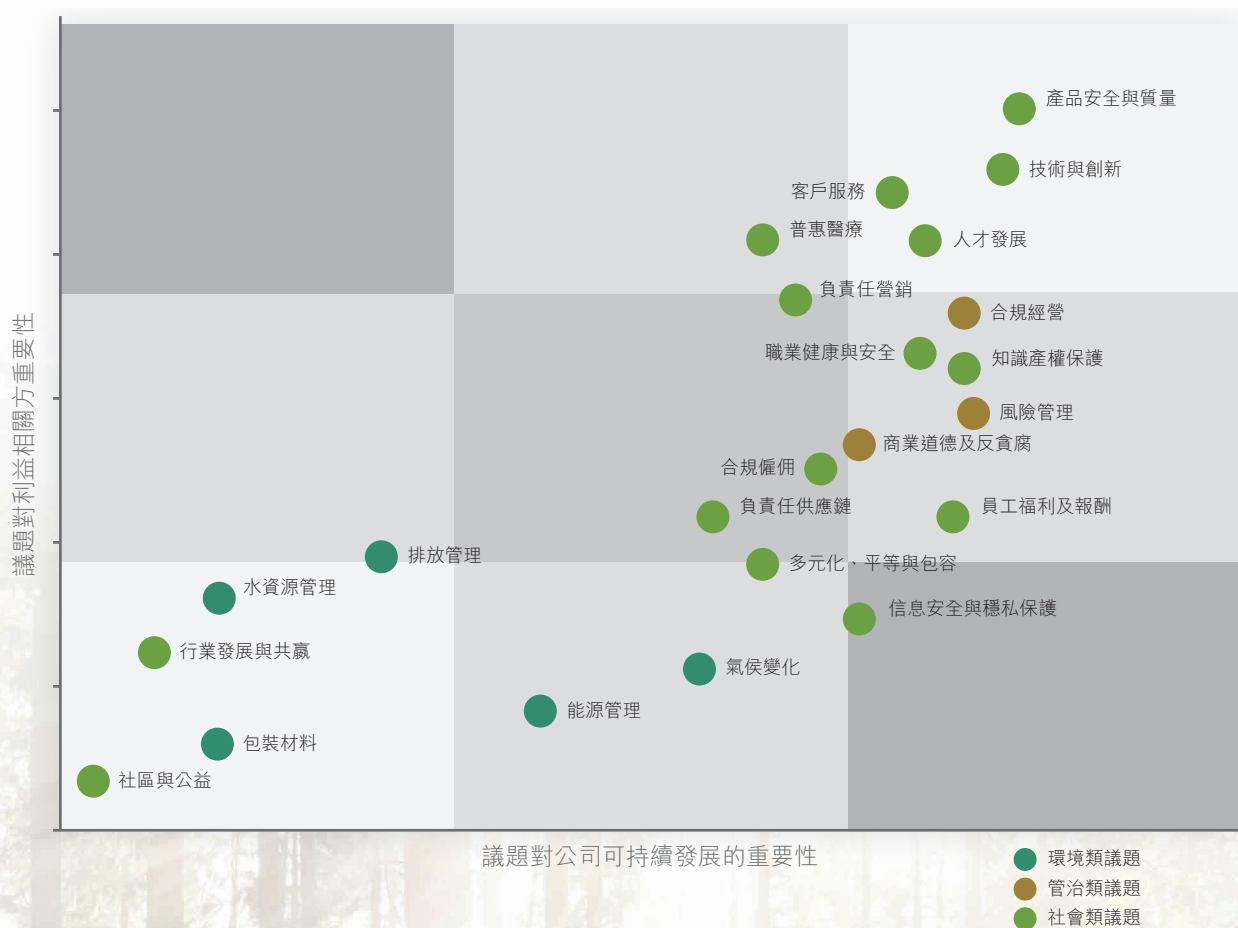 產品安全與質量
技術與創新
客戶服務
普惠醫療
人才發展
負責任營銷
合規經營
職業健康與安全
知識產權保護
風險管理
商業道德及反貪腐
合規僱佣
負責任供應鏈
員工福利及報酬
排放管理
多元化、平等與包容
水資源管理
信息安全與穩私保護
行業發展與共贏
氣侯變化
能源管理
包裝材料
社區與公益
議題對利益相關方重要性
議題對公司可持續發展的重要性
環境類議題
管治類議題
社會類議題